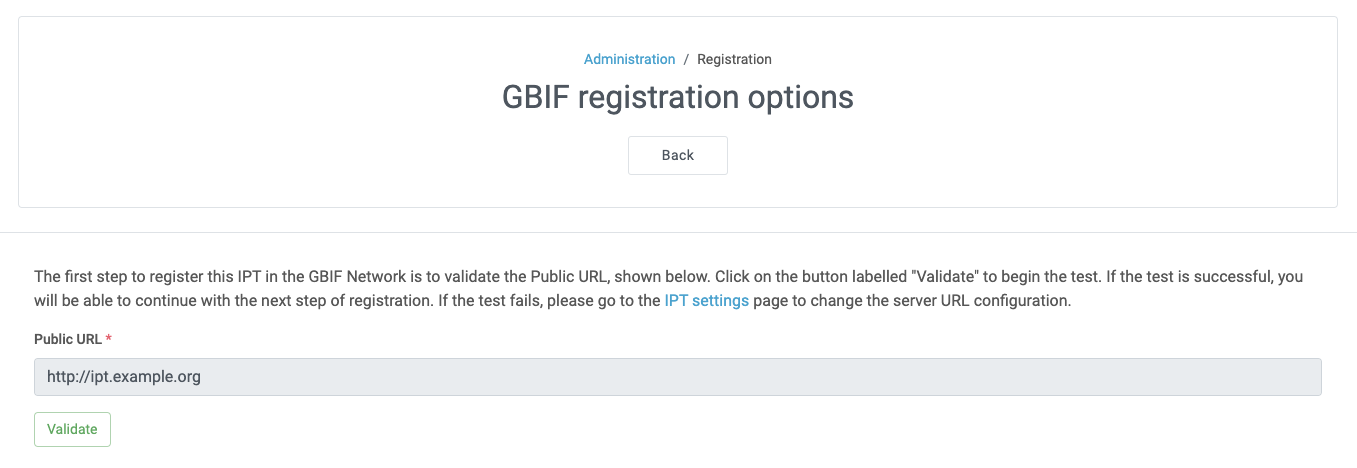 Administration / Registration
GBIF registration options
Back
The first step to register this IPT in the GBIF Network is to validate the Public URL, shown below. Click on the button labelled "Validate" to begin the test. If the test is successful, you
will be able to continue with the next step of registration. If the test fails, please go to the IPT settings page to change the server URL configuration.
Public URL *
http://ipt.example.org
Validate